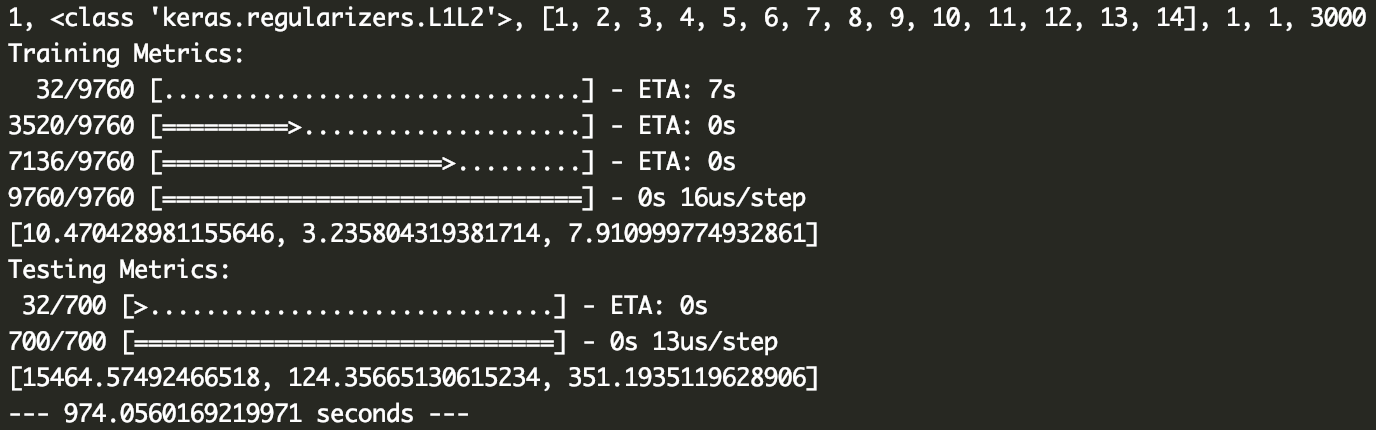 1, <class 'keras.regularizers.L1L2'>, [1, 2, 3, 4, 5, 6, 7, 8, 9, 10, 11, 12, 13, 14], 1, 1, 3000
Training Metrics:
  32/9760 [..............................] - ETA: 7s
3520/9760 [=========>....................] - ETA: 0s
7136/9760 [====================>.........] - ETA: 0s
9760/9760 [==============================] - 0s 16us/step
[10.470428981155646, 3.235804319381714, 7.910999774932861]
Testing Metrics:
 32/700 [>.............................] - ETA: 0s
700/700 [==============================] - 0s 13us/step
[15464.57492466518, 124.35665130615234, 351.1935119628906]
--- 974.0560169219971 seconds ---